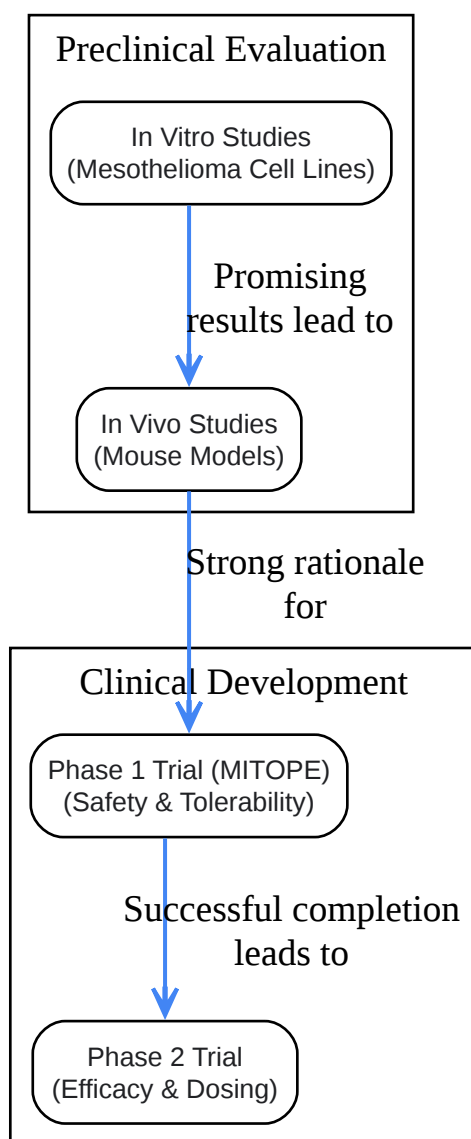 Preclinical Evaluation
In Vitro Studies
(Mesothelioma Cell Lines)
Promising
results lead to
In Vivo Studies
(Mouse Models)
Strong rationale
for
Clinical Development
Phase 1 Trial (MITOPE)
(Safety & Tolerability)
Successful completion
leads to
Phase 2 Trial
(Efficacy & Dosing)